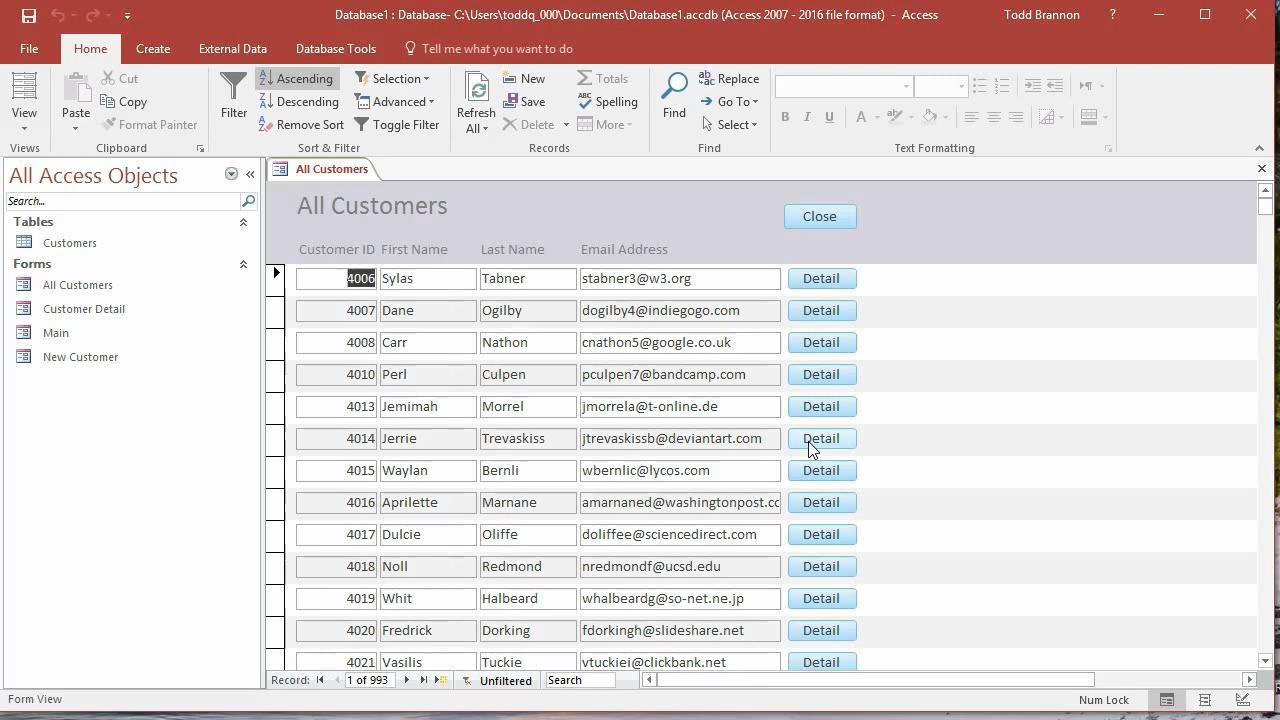 Database1 : Database- C:\Users\toddq_000\Documents\Database1.accdb (Access 2007 - 2016 file format) - Access
Todd Brannon
?
File Home Create External Data Database Tools Tell me what you want to do
View
Views
Paste
Cut
Copy
Format Painter
Clipboard
Filter
Ascending
Descending
Remove Sort
Selection
Advanced
Toggle Filter
Sort & Filter
Refresh
All
New
Save
Delete
Totals
Spelling
More
Records
Find
Replace
Go To
Select
Find
B I U A
Text Formatting
All Access Objects
Search...
Tables
Customers
Forms
All Customers
Customer Detail
Main
New Customer
All Customers
All Customers
Close
Customer ID First Name Last Name Email Address
4006 Sylas Tabner stabner3@w3.org Detail
4007 Dane Ogilby dogilby4@indiegogo.com Detail
4008 Carr Nathon cnathon5@google.co.uk Detail
4010 Perl Culpen pculpen7@bandcamp.com Detail
4013 Jemimah Morrel jmorrela@t-online.de Detail
4014 Jerrie Trevaskiss jtrevaskissb@deviantart.com Detail
4015 Waylan Bernli wbernlic@lycos.com Detail
4016 Aprilette Marnane amarnaned@washingtonpost.cc Detail
4017 Dulcie Oliffe doliffee@sciencedirect.com Detail
4018 Noll Redmond nredmondf@ucsd.edu Detail
4019 Whit Halbeard whalbeardg@so-net.ne.jp Detail
4020 Fredrick Dorking fdorkingh@slideshare.net Detail
4021 Vasilis Tuckie vtuckiei@clickbank.net Detail
Record: 1 of 993 Unfiltered Search
Form View
Num Lock